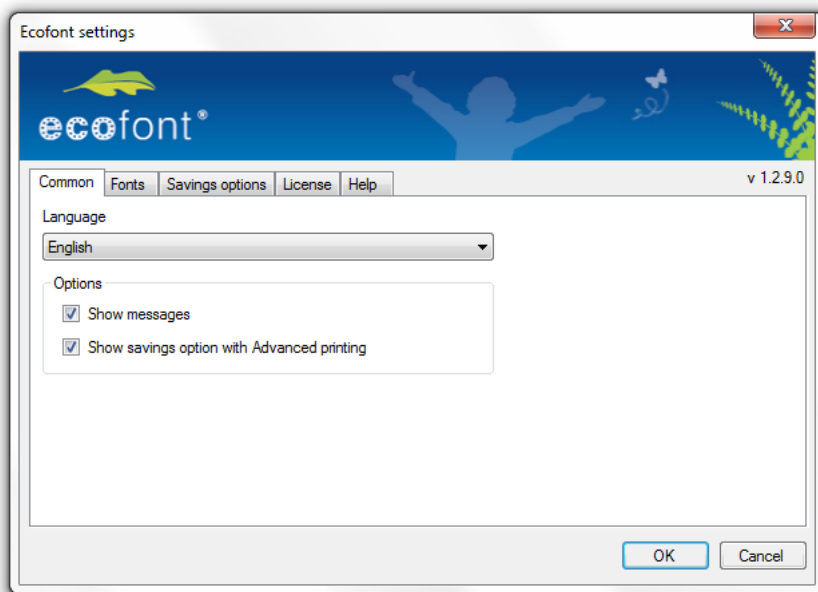 Ecofont settings
X
ecofont®
Common Fonts Savings options License Help
v 1.2.9.0
Language
English
Options
Show messages
Show savings option with Advanced printing
OK Cancel